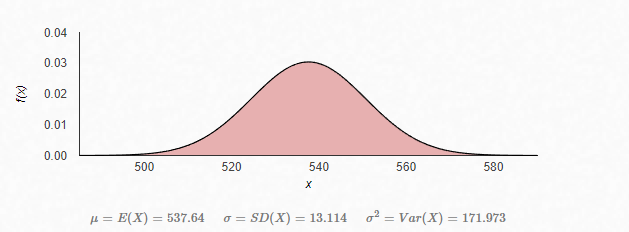 0.04
0.03
0.02
0.01
0.00
f(x)
500 520 540 560 580
x
μ = E(X) = 537.64 σ = SD(X) = 13.114 σ² = Var(X) = 171.973